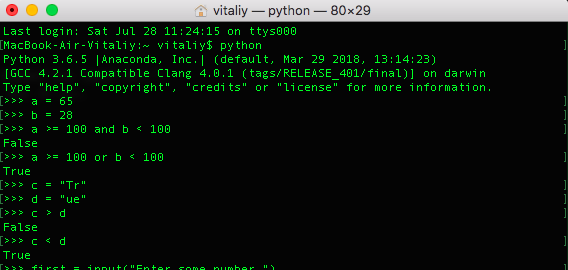 vitaliy — python — 80×29
Last login: Sat Jul 28 11:24:15 on ttys000
[MacBook-Air-Vitaliy:~ vitaliy$ python ]
Python 3.6.5 |Anaconda, Inc.| (default, Mar 29 2018, 13:14:23)
[GCC 4.2.1 Compatible Clang 4.0.1 (tags/RELEASE_401/final)] on darwin
Type "help", "copyright", "credits" or "license" for more information.
[>>> a = 65 ]
[>>> b = 28 ]
[>>> a >= 100 and b < 100 ]
False
[>>> a >= 100 or b < 100 ]
True
[>>> c = "Tr" ]
[>>> d = "ue" ]
[>>> c > d ]
False
[>>> c < d ]
True
[>>> first = input("Enter some number ") ]